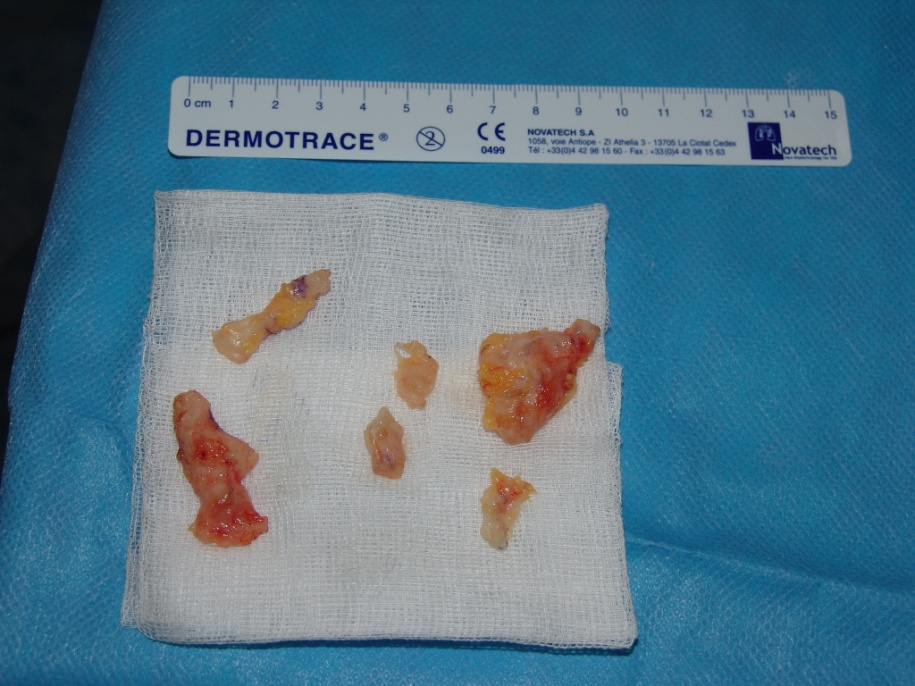 0 cm 1 2 3 4 5 6 7 8 9 10 11 12 13 14 15
DERMOTRACE® 2 CE 0499
NOVATECH S.A
1058, voie Antiope - ZI Athelia 3 - 13705 La Ciotat Cedex
Tél : +33(0)4 42 98 15 60 - Fax : +33(0)4 42 98 15 63
Novatech